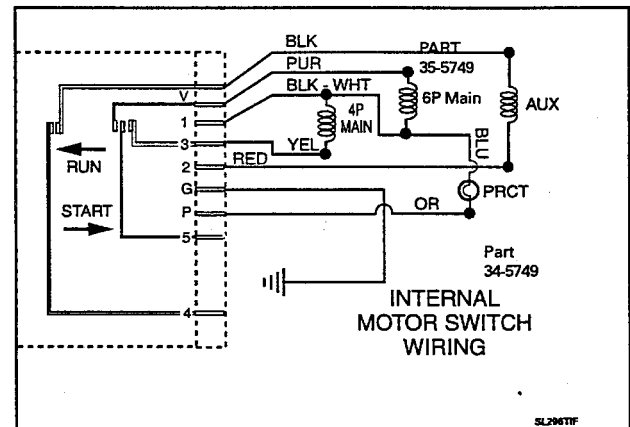 BLK
PUR
PART
35-5749
BLK - WHT
V
1
4P
MAIN
6P Main
AUX
3
YEL
BLU
RUN
2
RED
G
PRCT
START
P
OR
5
Part
34-5749
INTERNAL
MOTOR SWITCH
WIRING
4
SL296TIF